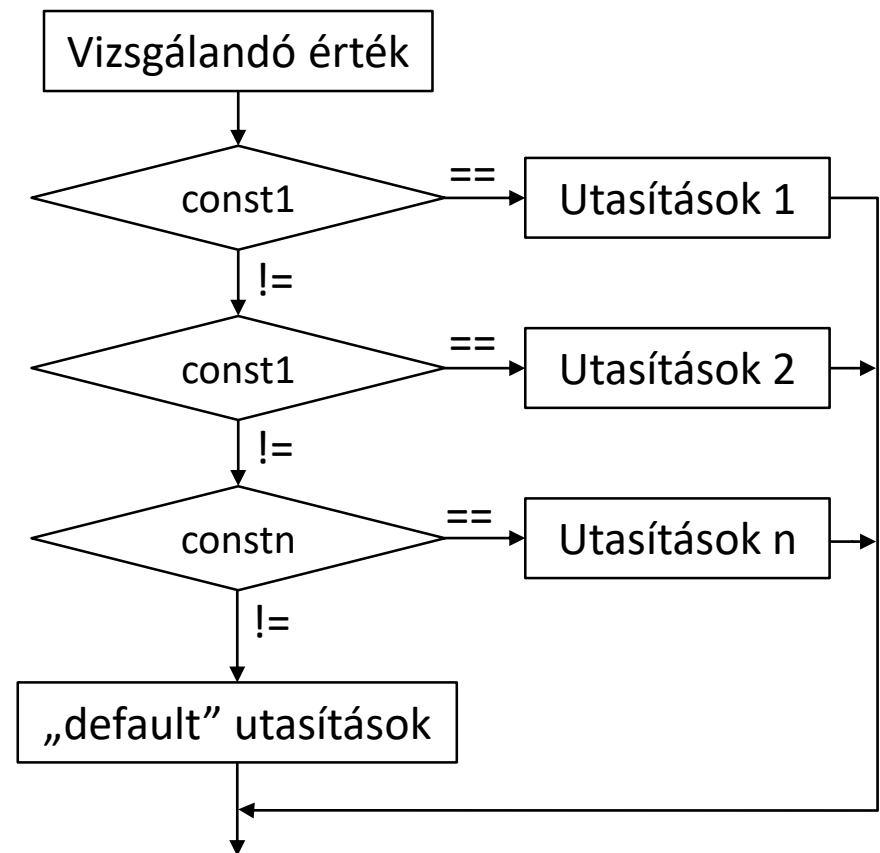 Vizsgálandó érték
const1
==
Utasítások 1
!=
const1
==
Utasítások 2
!=
constn
==
Utasítások n
!=
„default” utasítások